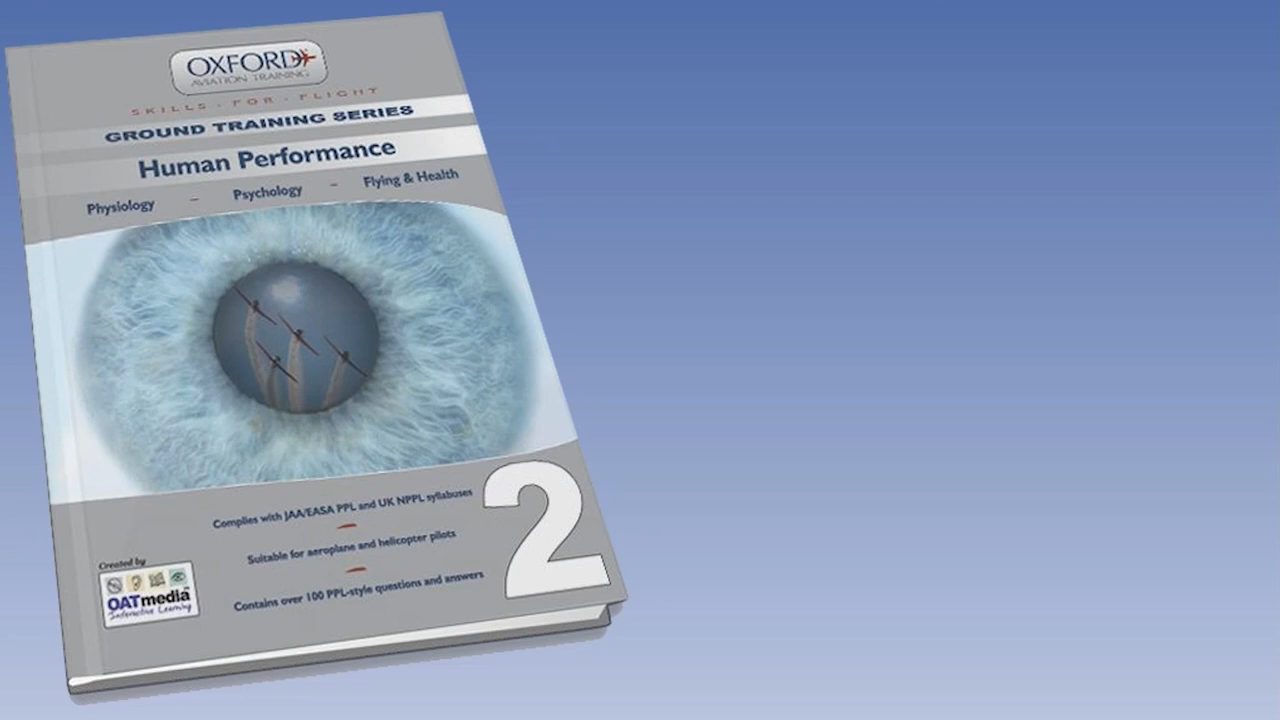 OXFORD
AVIATION TRAINING
SKILLS · FOR · FLIGHT
GROUND TRAINING SERIES
Human Performance
Physiology – Psychology – Flying & Health
Complies with JAA/EASA PPL and UK NPPL syllabuses
Suitable for aeroplane and helicopter pilots
Contains over 100 PPL-style questions and answers
2
Created by
OATmedia™
Interactive Learning